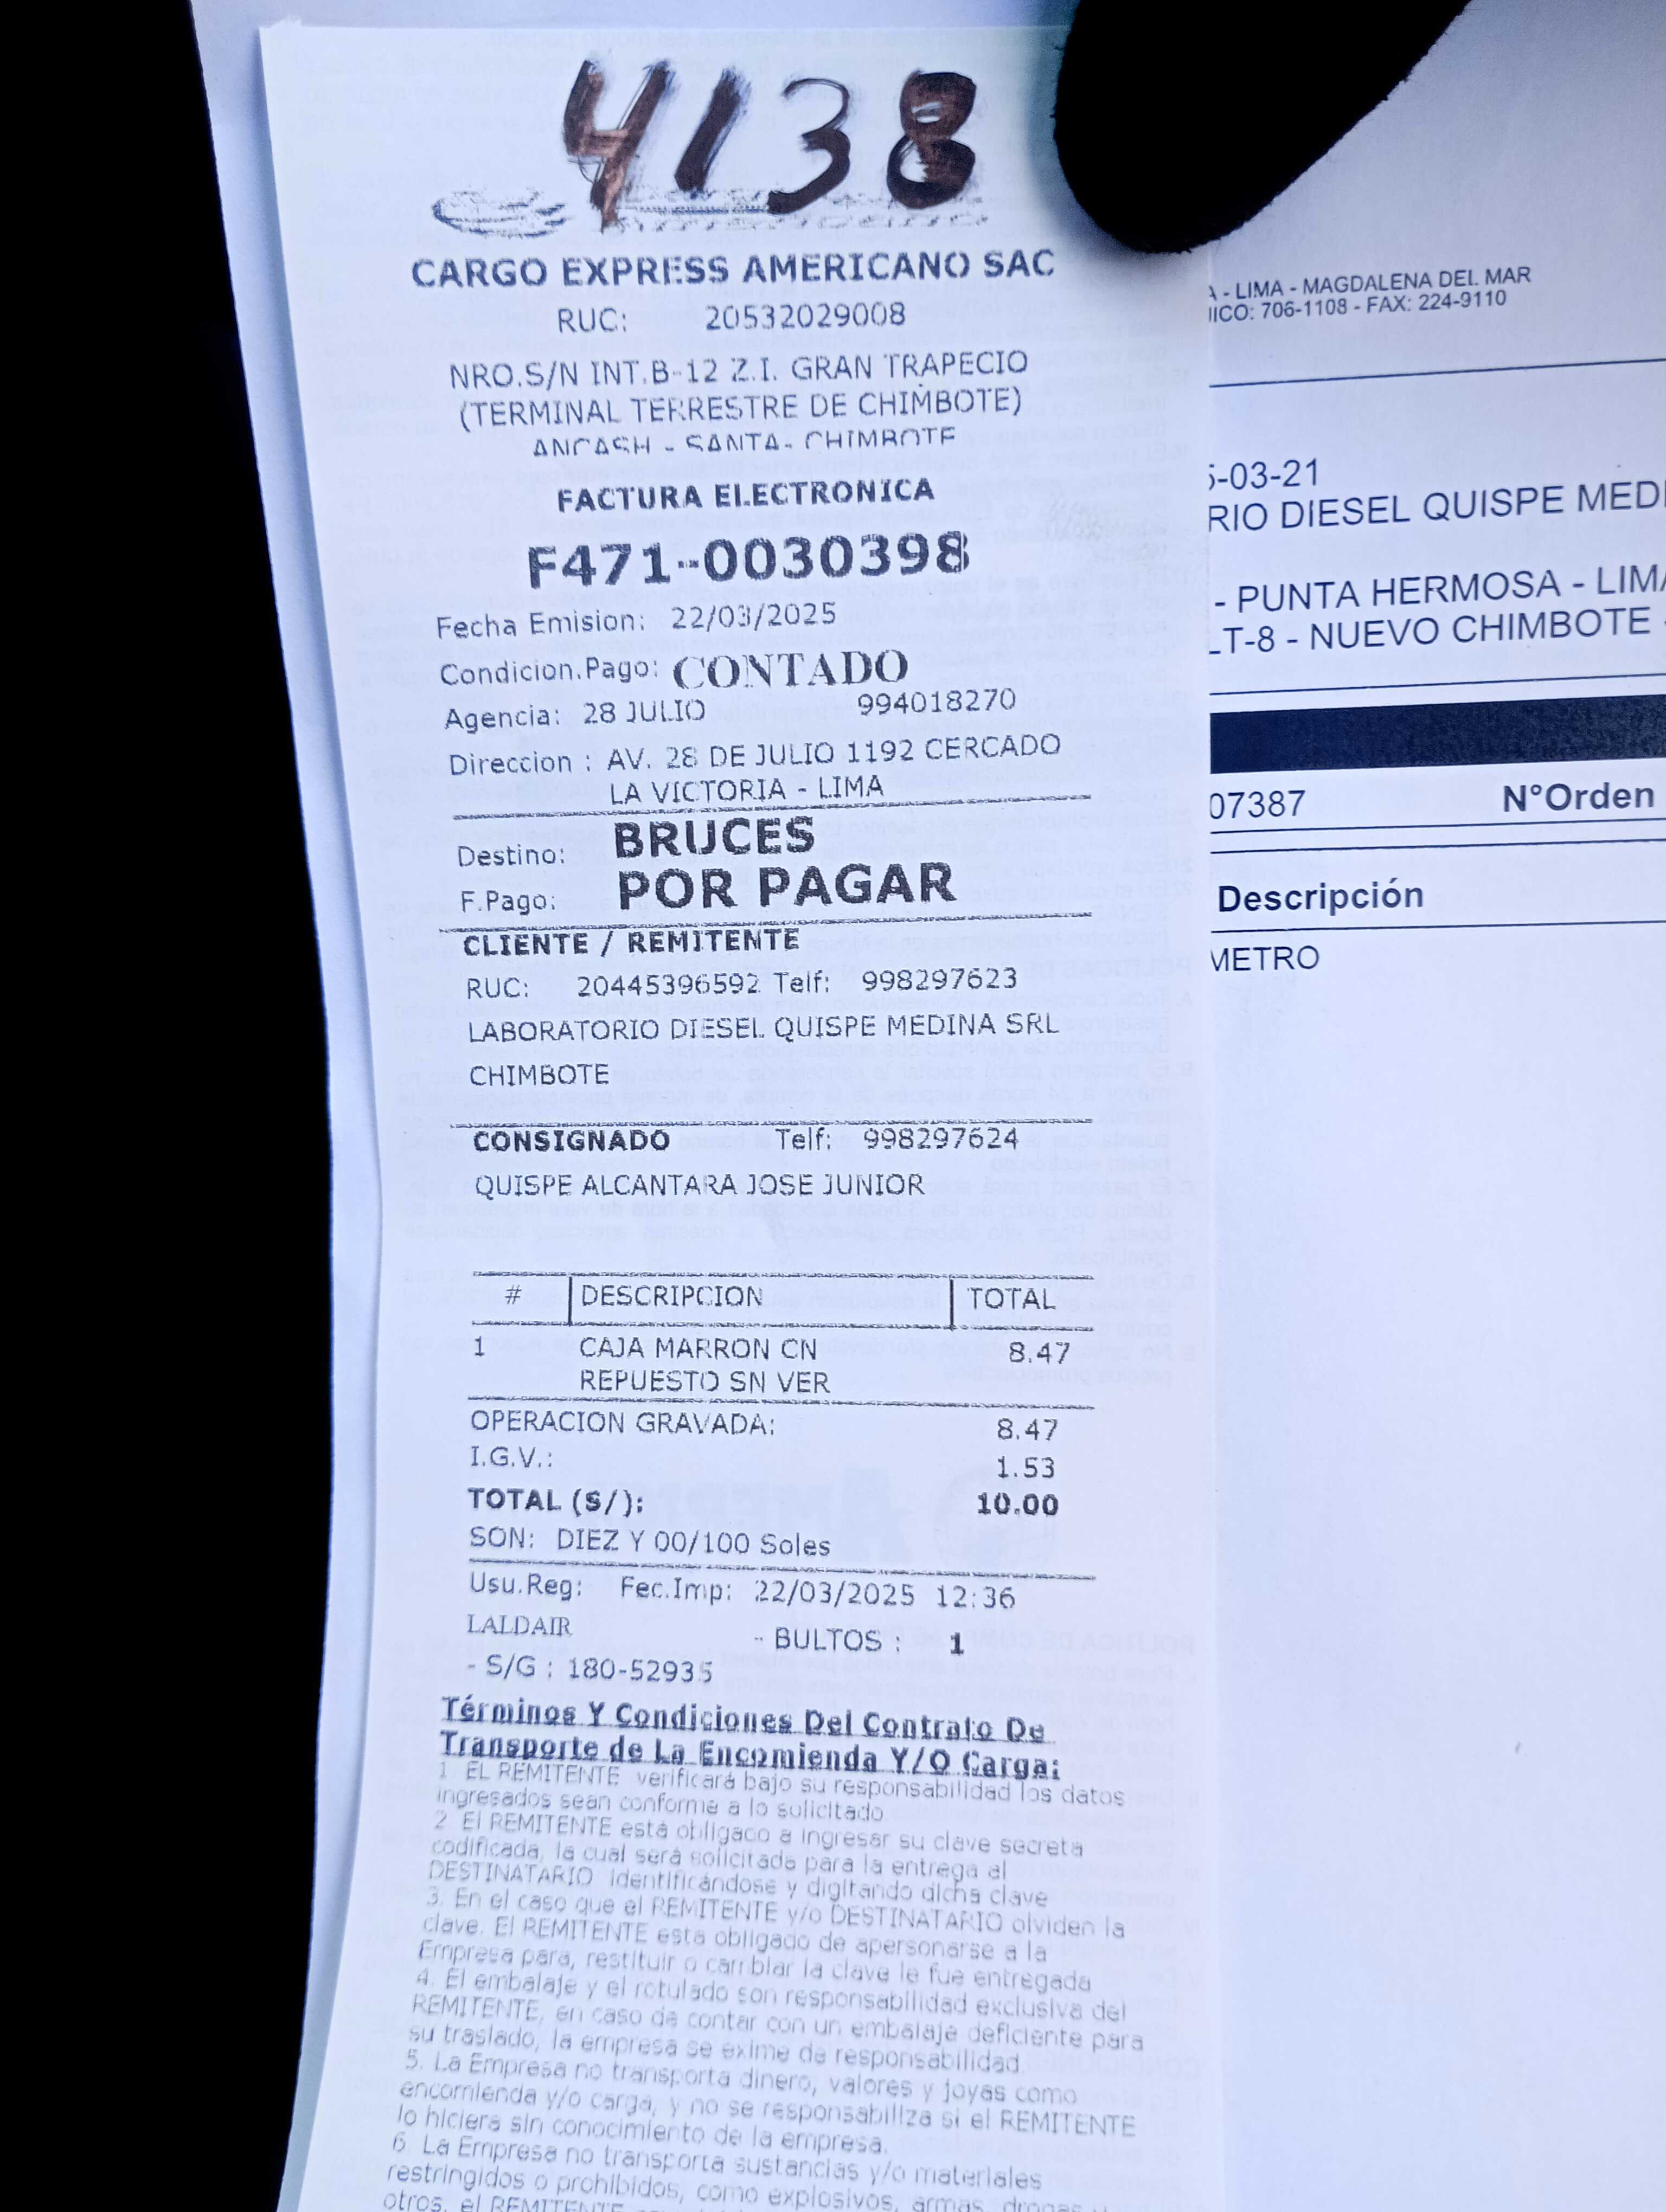 4138
CARGO EXPRESS AMERICANO SAC
RUC: 20532029008
NRO.S/N INT.B-12 Z.I. GRAN TRAPECIO
(TERMINAL TERRESTRE DE CHIMBOTE)
ANCASH - SANTA- CHIMBOTE
FACTURA ELECTRONICA
F471-0030398
Fecha Emision: 22/03/2025
Condicion.Pago: CONTADO
Agencia: 28 JULIO 994018270
Direccion : AV. 28 DE JULIO 1192 CERCADO
LA VICTORIA - LIMA
Destino: BRUCES
F.Pago: POR PAGAR
CLIENTE / REMITENTE
RUC: 20445396592 Telf: 998297623
LABORATORIO DIESEL QUISPE MEDINA SRL
CHIMBOTE
CONSIGNADO Telf: 998297624
QUISPE ALCANTARA JOSE JUNIOR
# DESCRIPCION TOTAL
1 CAJA MARRON CN 8.47
REPUESTO SN VER
OPERACION GRAVADA: 8.47
I.G.V.: 1.53
TOTAL (S/): 10.00
SON: DIEZ Y 00/100 Soles
Usu.Reg: Fec.Imp: 22/03/2025 12:36
LALDAIR - BULTOS : 1
- S/G : 180-52935
Términos Y Condiciones Del Contrato De
Transporte de La Encomienda Y/O Carga:
1 EL REMITENTE verificará bajo su responsabilidad los datos
ingresados sean conforme a lo solicitado
2 El REMITENTE está obligaco a ingresar su clave secreta
codificada, la cual será solicitada para la entrega al
DESTINATARIO identificándose y digitando dicha clave
3. En el caso que el REMITENTE y/o DESTINATARIO olviden la
clave. El REMITENTE esta obligado de apersonarse a la
Empresa para, restituir o cambiar la clave le fue entregada
4. El embalaje y el rotulado son responsabilidad exclusiva del
REMITENTE, en caso de contar con un embalaje deficiente para
su traslado, la empresa se exime de responsabilidad.
5. La Empresa no transporta dinero, valores y joyas como
encomienda y/o carga, y no se responsabiliza si el REMITENTE
lo hiciera sin conocimiento de la empresa.
6. La Empresa no transporta sustancias y/o materiales
restringidos o prohibidos, como explosivos, armas, drogas
otros, el REMITENTE
- LIMA - MAGDALENA DEL MAR
ICO: 706-1108 - FAX: 224-9110
-03-21
RIO DIESEL QUISPE MEDI
- PUNTA HERMOSA - LIMA
LT-8 - NUEVO CHIMBOTE
07387 N°Orden
Descripción
METRO